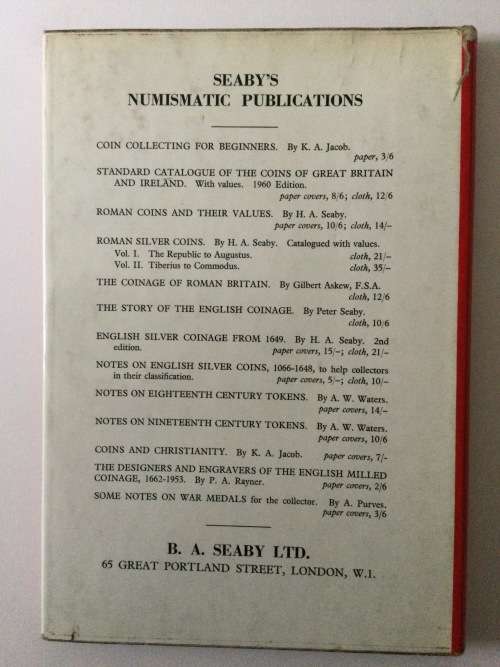 SEABY'S
NUMISMATIC PUBLICATIONS
COIN COLLECTING FOR BEGINNERS. By K. A. Jacob.
paper, 3/6
STANDARD CATALOGUE OF THE COINS OF GREAT BRITAIN
AND IRELAND. With values. 1960 Edition.
paper covers, 8/6; cloth, 12/6
ROMAN COINS AND THEIR VALUES. By H. A. Seaby.
paper covers, 10/6; cloth, 14/–
ROMAN SILVER COINS. By H. A. Seaby. Catalogued with values.
Vol. I. The Republic to Augustus. cloth, 21/–
Vol. II. Tiberius to Commodus. cloth, 35/–
THE COINAGE OF ROMAN BRITAIN. By Gilbert Askew, F.S.A.
cloth, 12/6
THE STORY OF THE ENGLISH COINAGE. By Peter Seaby.
cloth, 10/6
ENGLISH SILVER COINAGE FROM 1649. By H. A. Seaby. 2nd
edition. paper covers, 15/–; cloth, 21/–
NOTES ON ENGLISH SILVER COINS, 1066-1648, to help collectors
in their classification. paper covers, 5/–; cloth, 10/–
NOTES ON EIGHTEENTH CENTURY TOKENS. By A. W. Waters.
paper covers, 14/–
NOTES ON NINETEENTH CENTURY TOKENS. By A. W. Waters.
paper covers, 10/6
COINS AND CHRISTIANITY. By K. A. Jacob. paper covers, 7/-
THE DESIGNERS AND ENGRAVERS OF THE ENGLISH MILLED
COINAGE, 1662-1953. By P. A. Rayner. paper covers, 2/6
SOME NOTES ON WAR MEDALS for the collector. By A. Purves.
paper covers, 3/6
B. A. SEABY LTD.
65 GREAT PORTLAND STREET, LONDON, W.1.